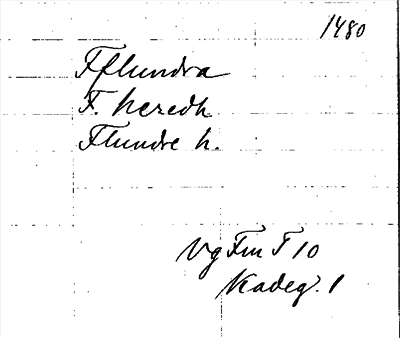 1480
Fflundra
F. heredh
Flundre h.
Vg Fm F 10
Kadeg. 1